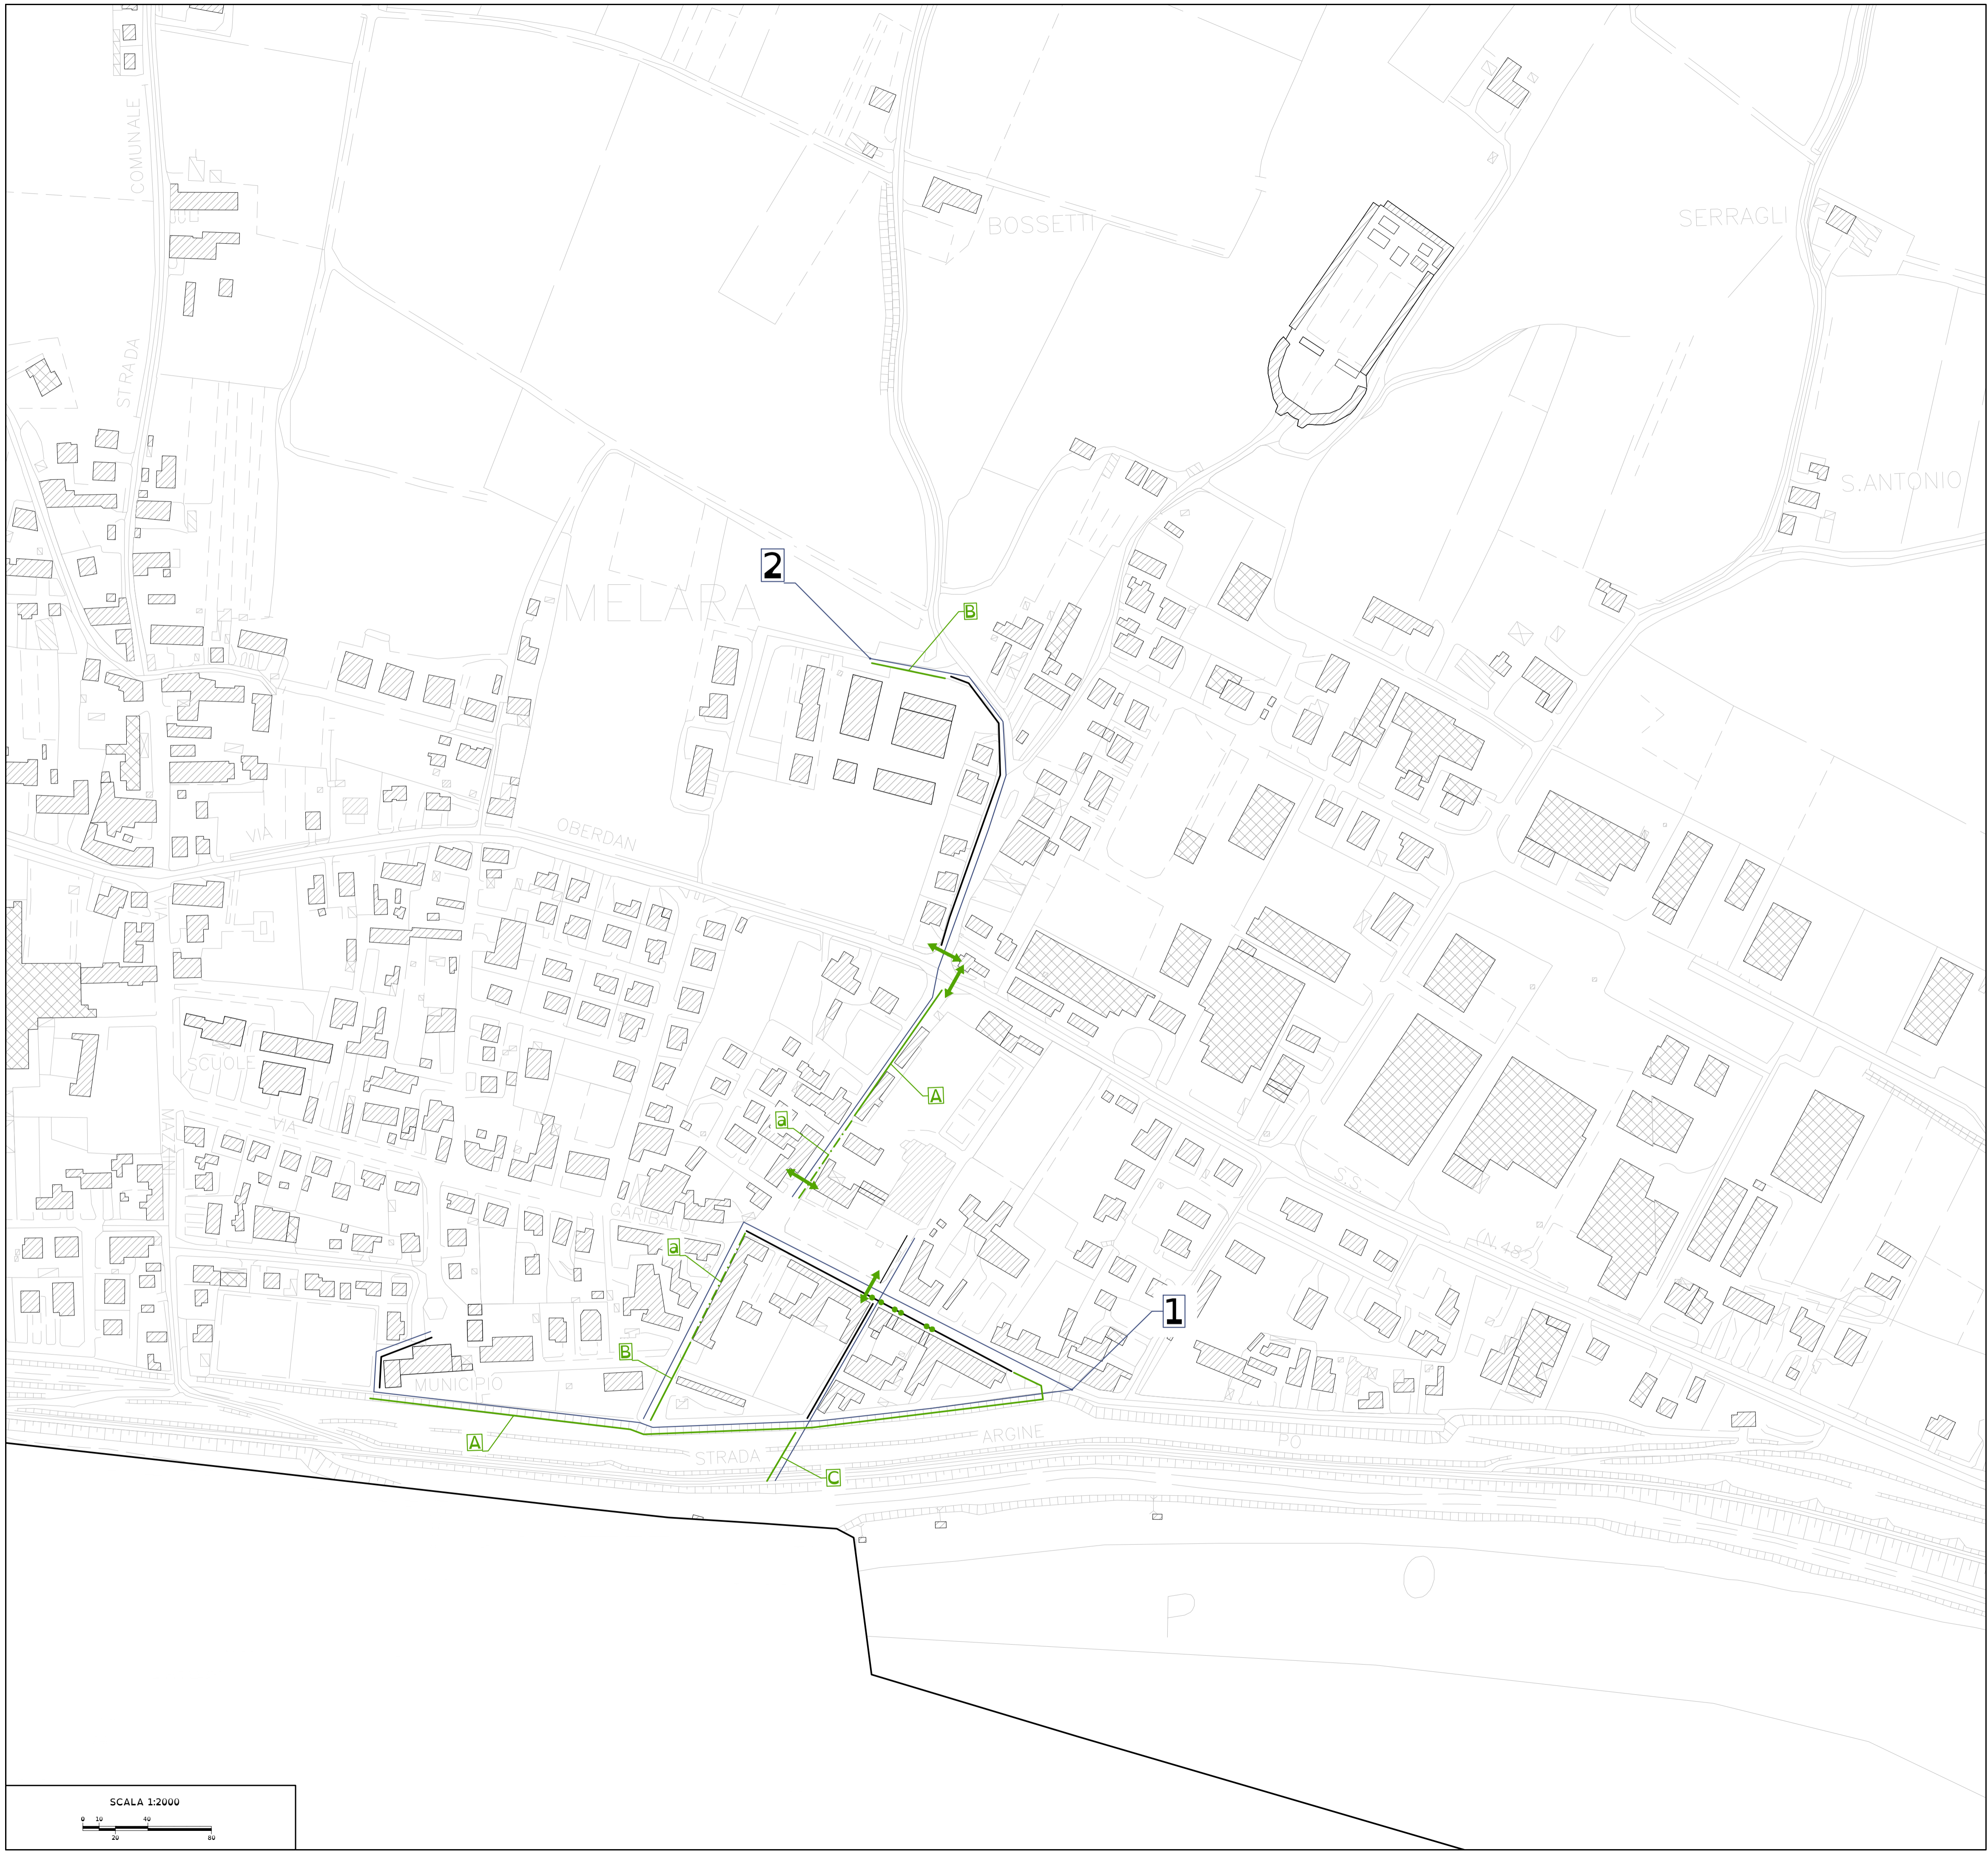 COMUNALE
STRADA
BOSSETTI
SERRAGLI
S.ANTONIO
MELARA
2
B
VIA
OBERDAN
VIA
SCUOLE
A
a
VIA
S.S.
(N.482)
GARIBALDI
a
1
B
MUNICIPIO
A
STRADA
ARGINE
PO
C
P
O
SCALA 1:2000
0 10 40
20 80